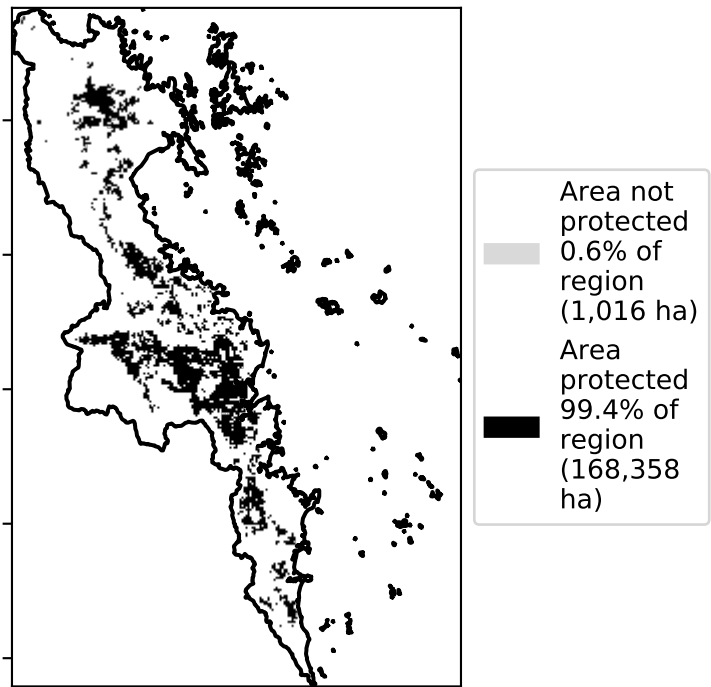 Area not
protected
0.6% of
region
(1,016 ha)
Area
protected
99.4% of
region
(168,358
ha)